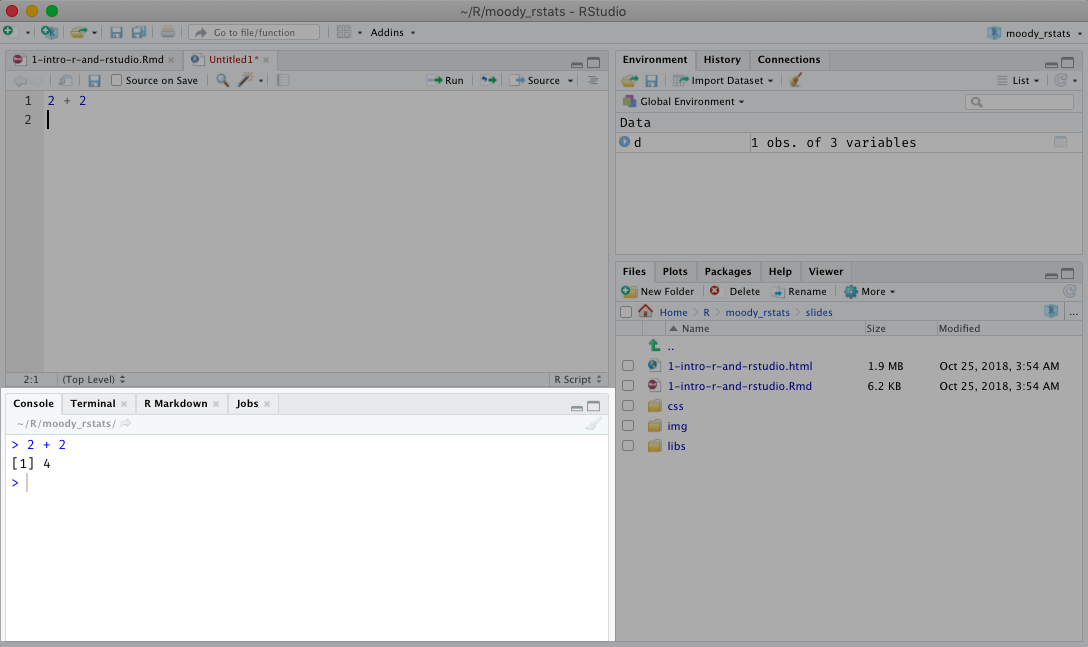 ~/R/moody_rstats - RStudio
Go to file/function
Addins
moody_rstats
1-intro-r-and-rstudio.Rmd
Untitled1*
Source on Save
Run
Source
1 2 + 2
2
2:1
(Top Level)
R Script
Console
Terminal
R Markdown
Jobs
~/R/moody_rstats/
> 2 + 2
[1] 4
>
Environment
History
Connections
Import Dataset
List
Global Environment
Data
d 1 obs. of 3 variables
Files
Plots
Packages
Help
Viewer
New Folder
Delete
Rename
More
Home
R
moody_rstats
slides
...
Name
Size
Modified
..
1-intro-r-and-rstudio.html 1.9 MB Oct 25, 2018, 3:54 AM
1-intro-r-and-rstudio.Rmd 6.2 KB Oct 25, 2018, 3:54 AM
css
img
libs